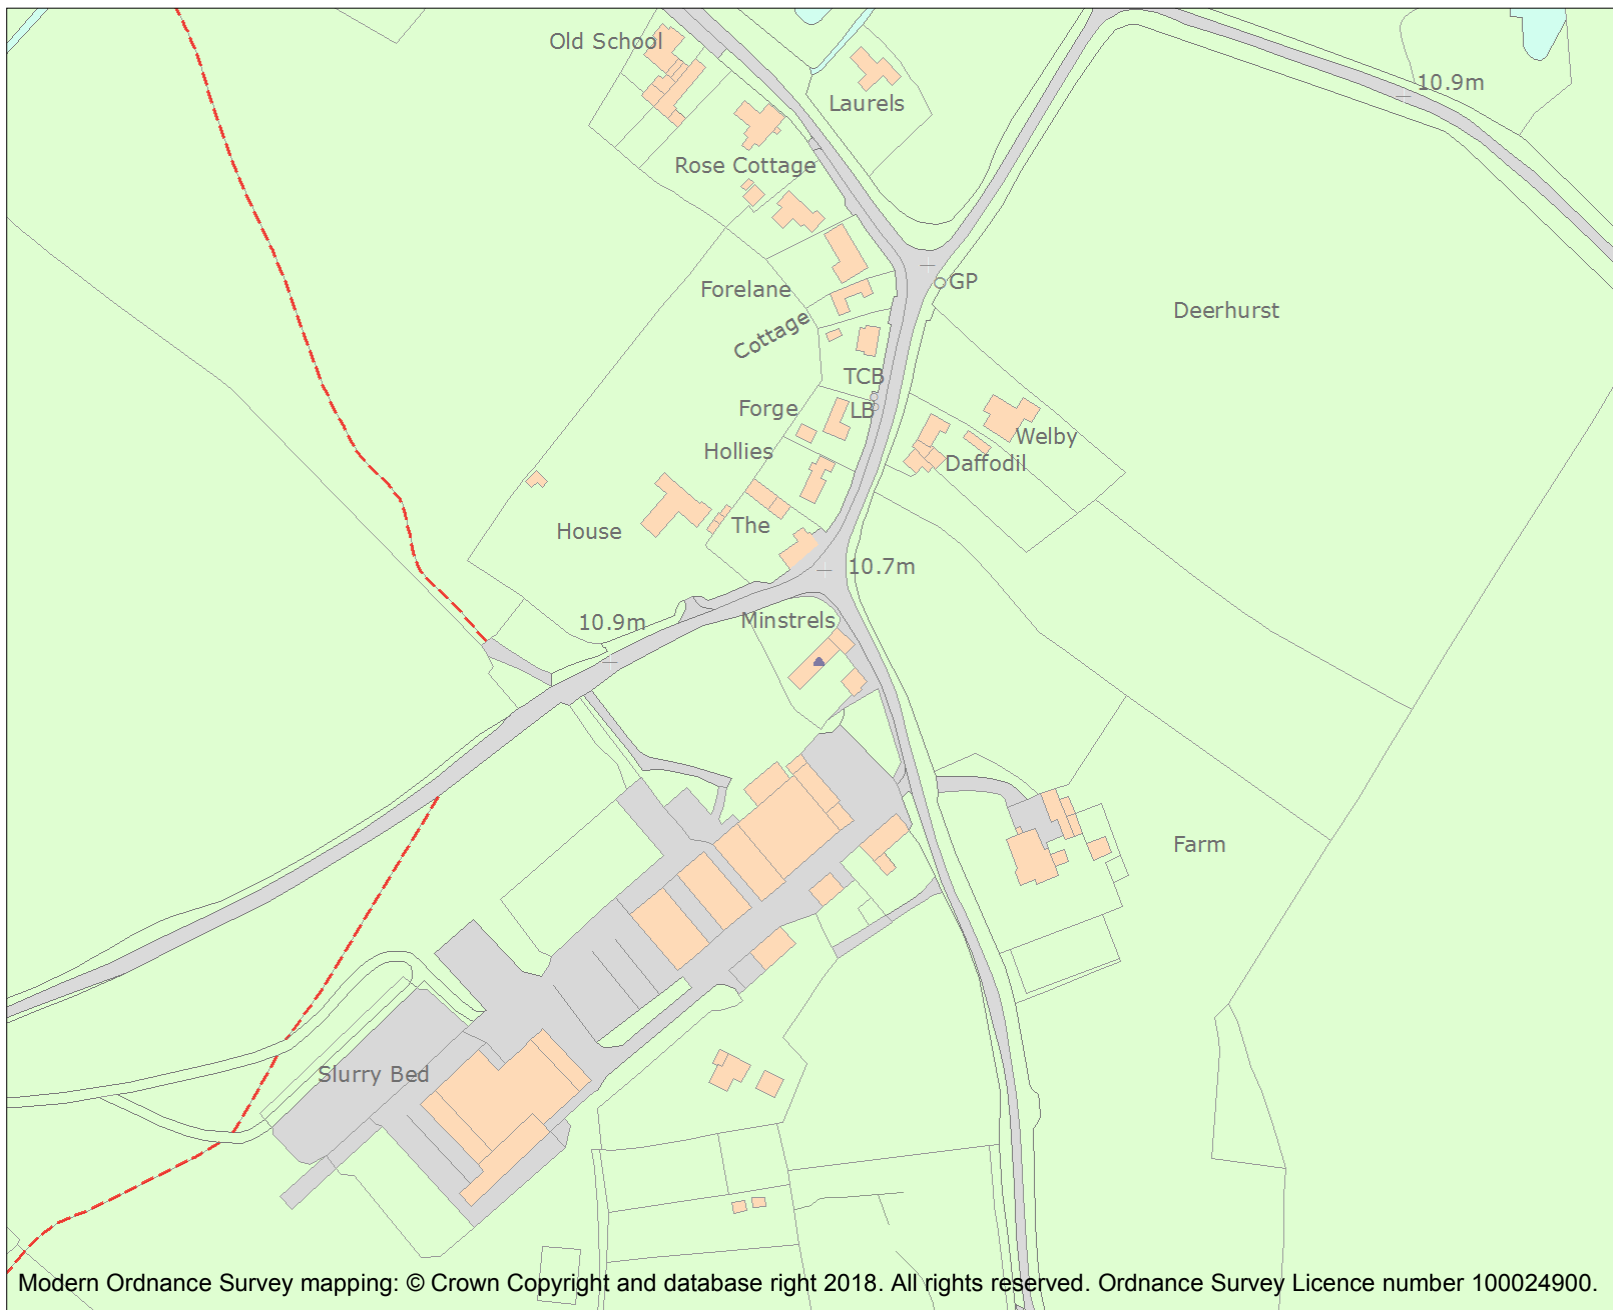 Old School
10.9m
Laurels
Rose Cottage
GP
Forelane
Deerhurst
Cottage
TCB
Forge
LB
Welby
Hollies
Daffodil
The
House
10.7m
10.9m
Minstrels
Farm
Slurry Bed
Modern Ordnance Survey mapping: © Crown Copyright and database right 2018. All rights reserved. Ordnance Survey Licence number 100024900.